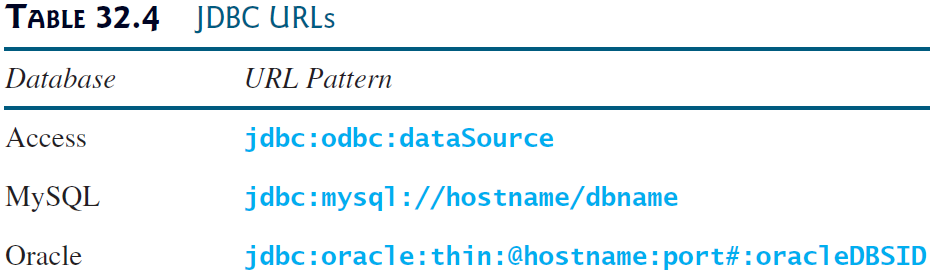 TABLE 32.4 JDBC URLs
Database URL Pattern
Access jdbc:odbc:dataSource
MySQL jdbc:mysql://hostname/dbname
Oracle jdbc:oracle:thin:@hostname:port#:oracleDBSID